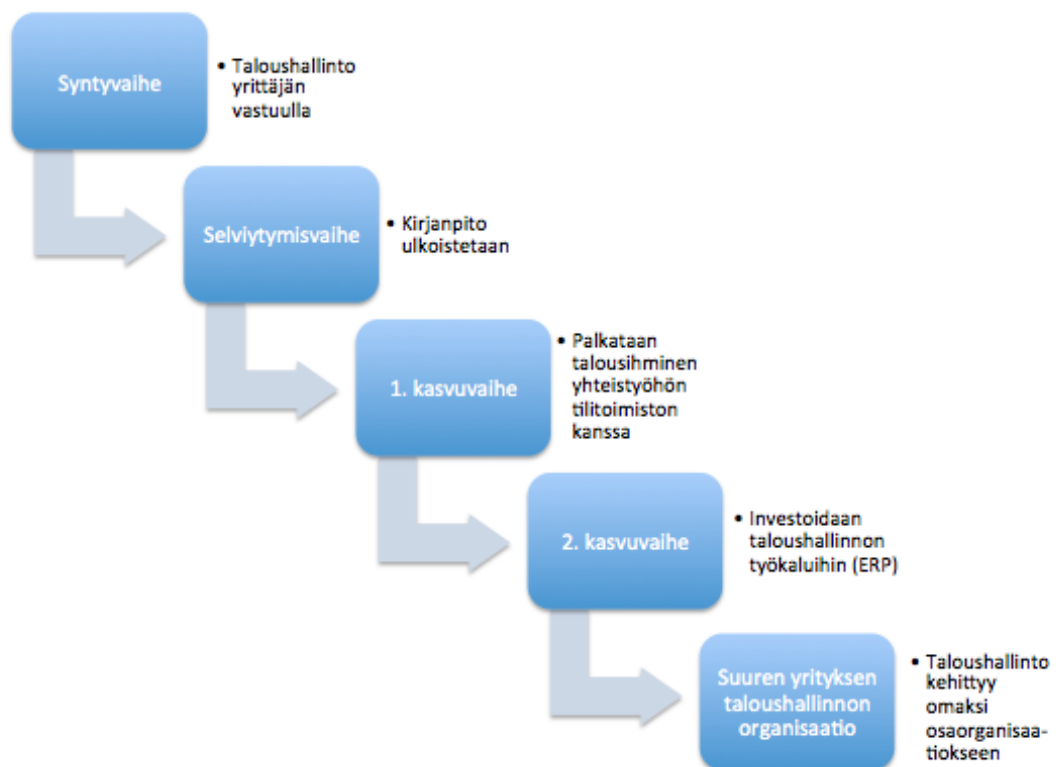 Syntyvaihe
• Taloushallinto
yrittäjän
vastuulla
Selviytymisvaihe
• Kirjanpito
ulkoistetaan
1. kasvuvaihe
• Palkataan
talousihminen
yhteistyöhön
tilitoimiston
kanssa
2. kasvuvaihe
• Investoidaan
taloushallinnon
työkaluihin (ERP)
Suuren yrityksen
taloushallinnon
organisaatio
• Taloushallinto
kehittyy
omaksi
osaorganisaa-
tiokseen